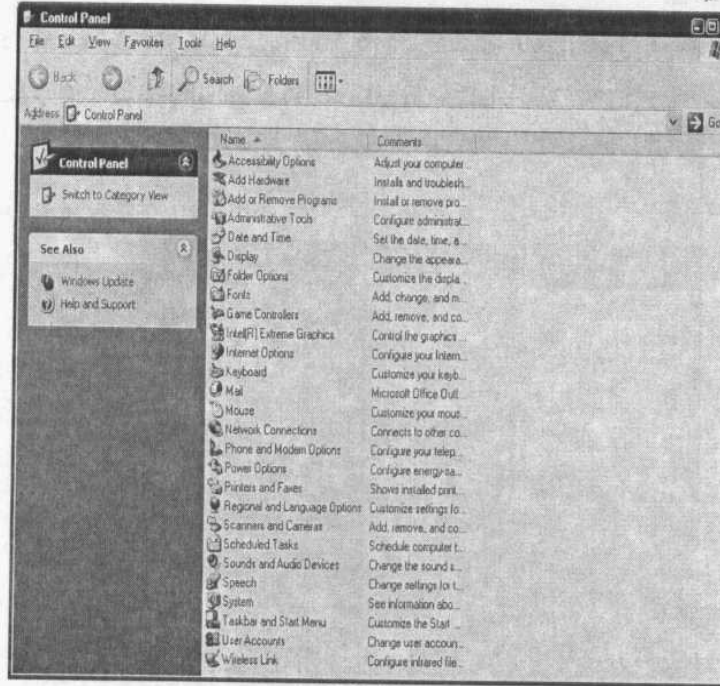 Control Panel
File Edit View Favorites Tools Help
Back Search Folders
Address Control Panel Go
Control Panel
Switch to Category View
See Also
Windows Update
Help and Support
Name Comments
Accessibility Options Adjust your computer...
Add Hardware Installs and troublesh...
Add or Remove Programs Install or remove pro...
Administrative Tools Configure administrat...
Date and Time Set the date, time, a...
Display Change the appeara...
Folder Options Customize the displa...
Fonts Add, change, and m...
Game Controllers Add, remove, and co...
Intel(R) Extreme Graphics Control the graphics ...
Internet Options Configure your Intern...
Keyboard Customize your keyb...
Mail Microsoft Office Outl...
Mouse Customize your mous...
Network Connections Connects to other co...
Phone and Modem Options Configure your telep...
Power Options Configure energy-sa...
Printers and Faxes Shows installed print...
Regional and Language Options Customize settings fo...
Scanners and Cameras Add, remove, and co...
Scheduled Tasks Schedule computer t...
Sounds and Audio Devices Change the sound s...
Speech Change settings for t...
System See information abo...
Taskbar and Start Menu Customize the Start ...
User Accounts Change user accoun...
Wireless Link Configure infrared file...